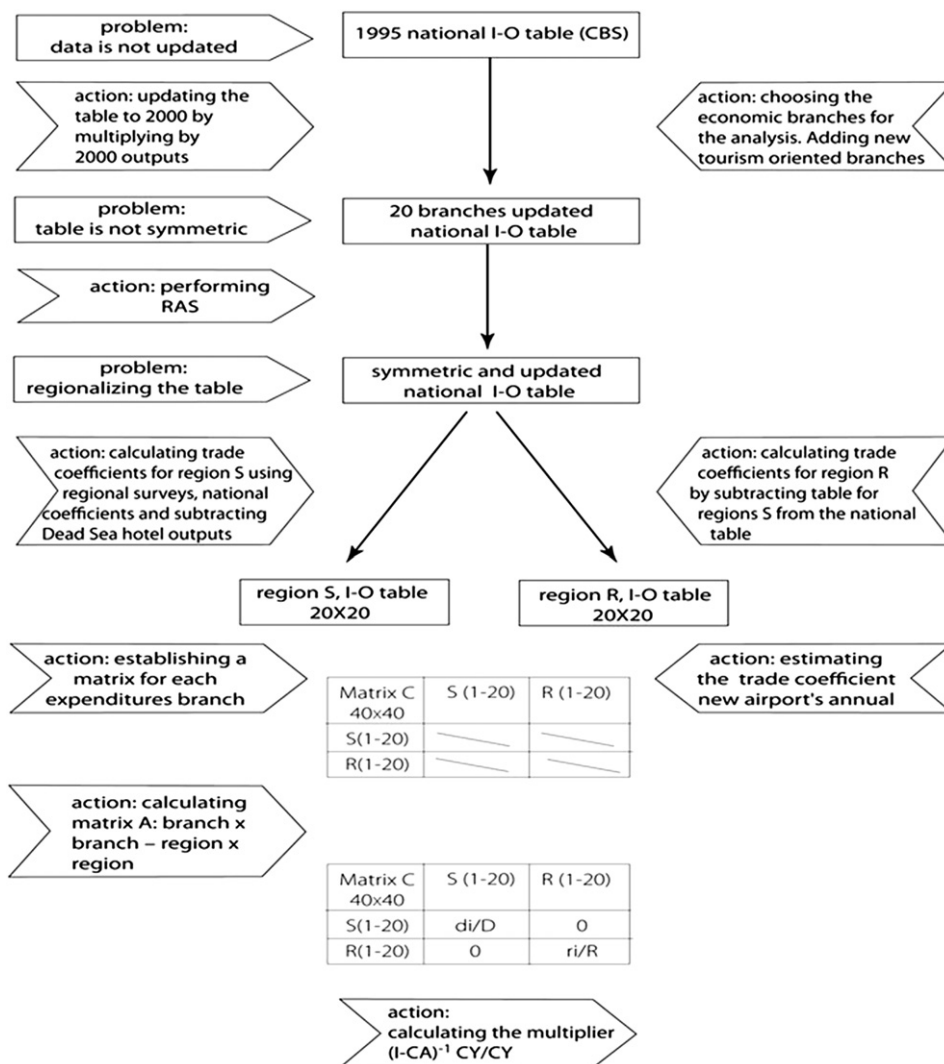 problem:
data is not updated
1995 national I-O table (CBS)
action: updating the
table to 2000 by
multiplying by
2000 outputs
action: choosing the
economic branches for
the analysis. Adding new
tourism oriented branches
problem:
table is not symmetric
20 branches updated
national I-O table
action: performing
RAS
problem:
regionalizing the table
symmetric and updated
national I-O table
action: calculating trade
coefficients for region S using
regional surveys, national
coefficients and subtracting
Dead Sea hotel outputs
action: calculating trade
coefficients for region R
by subtracting table for
regions S from the national
table
region S, I-O table
20X20
region R, I-O table
20X20
action: establishing a
matrix for each
expenditures branch
action: estimating
the trade coefficient
new airport's annual
Matrix C
40x40
S (1-20)
R (1-20)
S(1-20)
R(1-20)
action: calculating
matrix A: branch x
branch – region x
region
Matrix C
40x40
S (1-20)
R (1-20)
S(1-20)
di/D
0
R(1-20)
0
ri/R
action:
calculating the multiplier
(I-CA)⁻¹ CY/CY